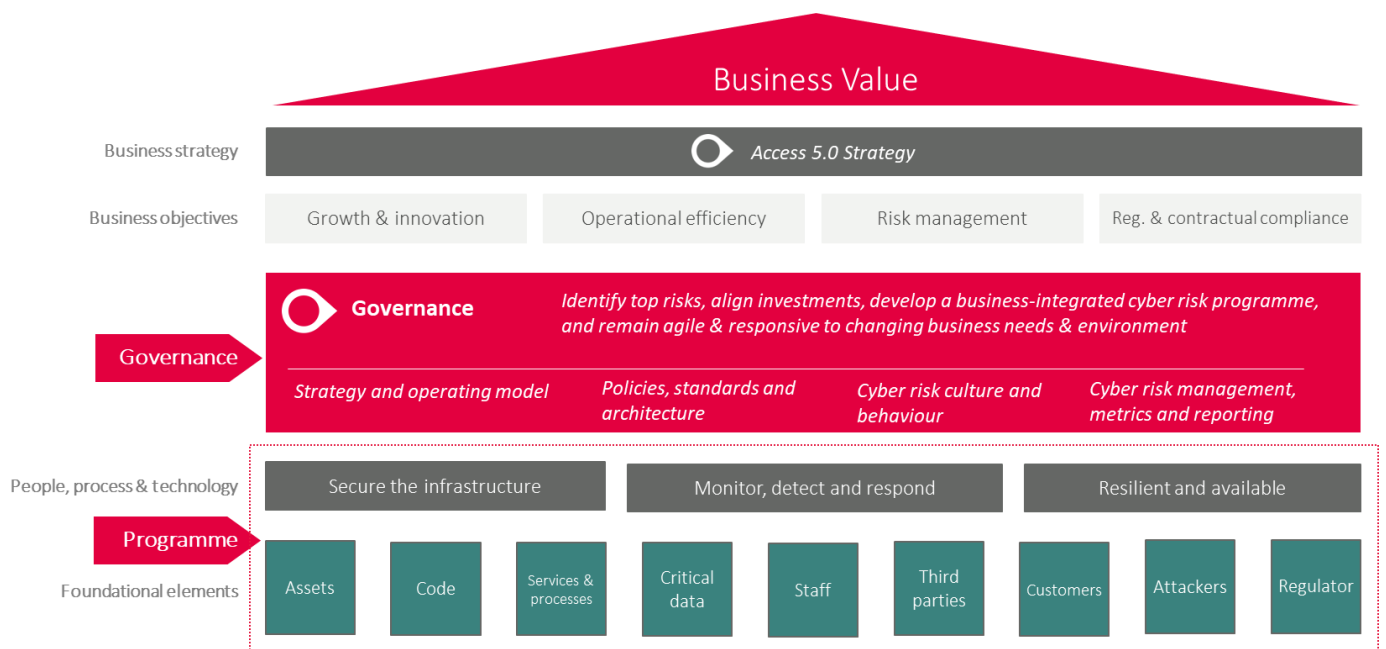 Business Value
Business strategy
Access 5.0 Strategy
Business objectives
Growth & innovation
Operational efficiency
Risk management
Reg. & contractual compliance
Governance
Governance
Identify top risks, align investments, develop a business-integrated cyber risk programme,
and remain agile & responsive to changing business needs & environment
Strategy and operating model
Policies, standards and
architecture
Cyber risk culture and
behaviour
Cyber risk management,
metrics and reporting
People, process & technology
Secure the infrastructure
Monitor, detect and respond
Resilient and available
Programme
Foundational elements
Assets
Code
Services &
processes
Critical
data
Staff
Third
parties
Customers
Attackers
Regulator